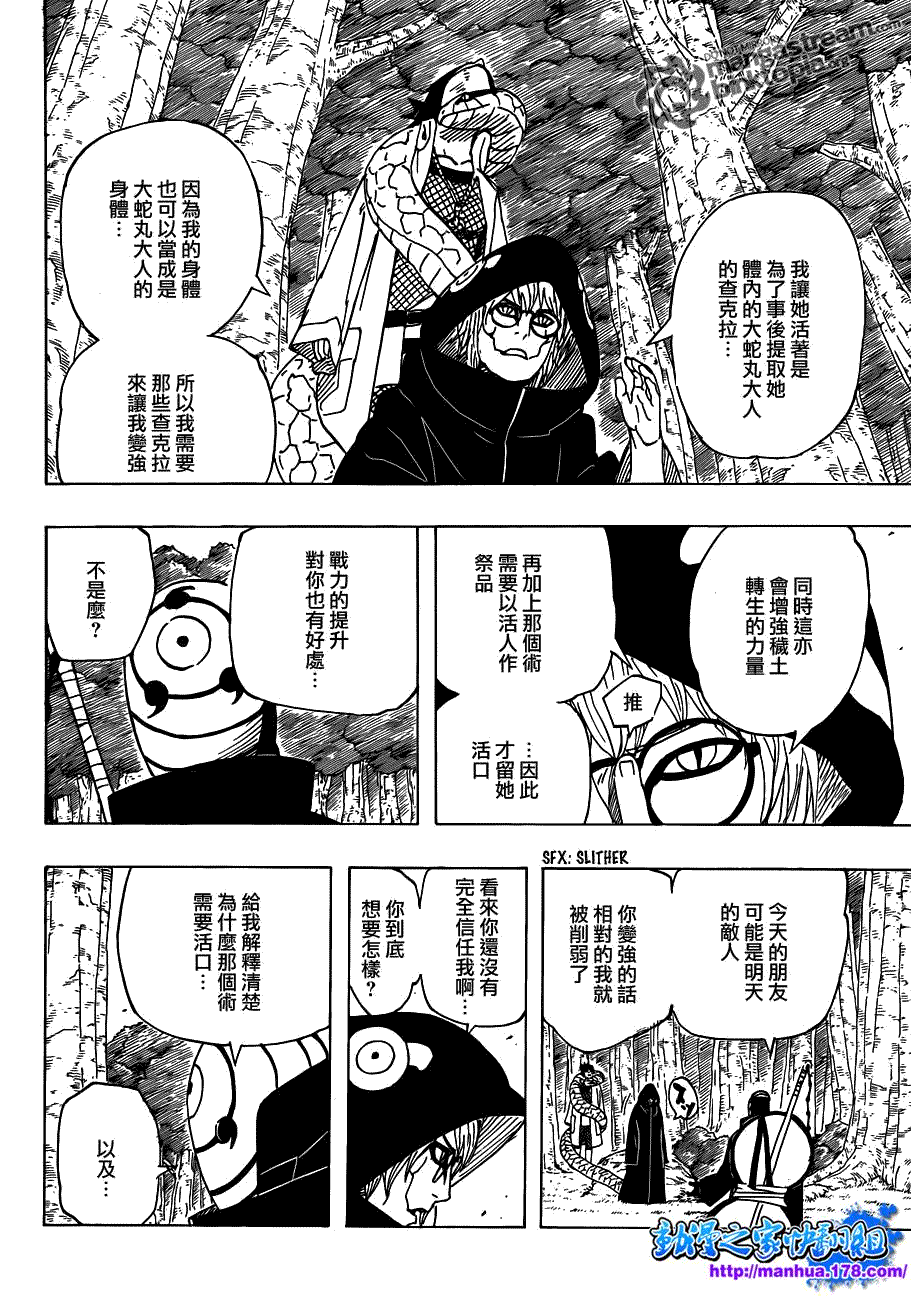 mangastream.com
我讓她活著是
為了事後提取她
體內的大蛇丸大人
的查克拉…
因為我的身體
也可以當成是
大蛇丸大人的
身體…
所以我需要
那些查克拉
來讓我變強
同時這亦
會增強穢土
轉生的力量
推
再加上那個術
需要以活人作
祭品
…因此
才留她
活口
戰力的提升
對你也有好處…
不是麼?
SFX: SLITHER
今天的朋友
可能是明天
的敵人
你變強的話
相對的我就
被削弱了
看來你還沒有
完全信任我啊…
你到底
想要怎樣?
給我解釋清楚
為什麼那個術
需要活口…
以及…
動漫之家快翻組
http://manhua.178.com/